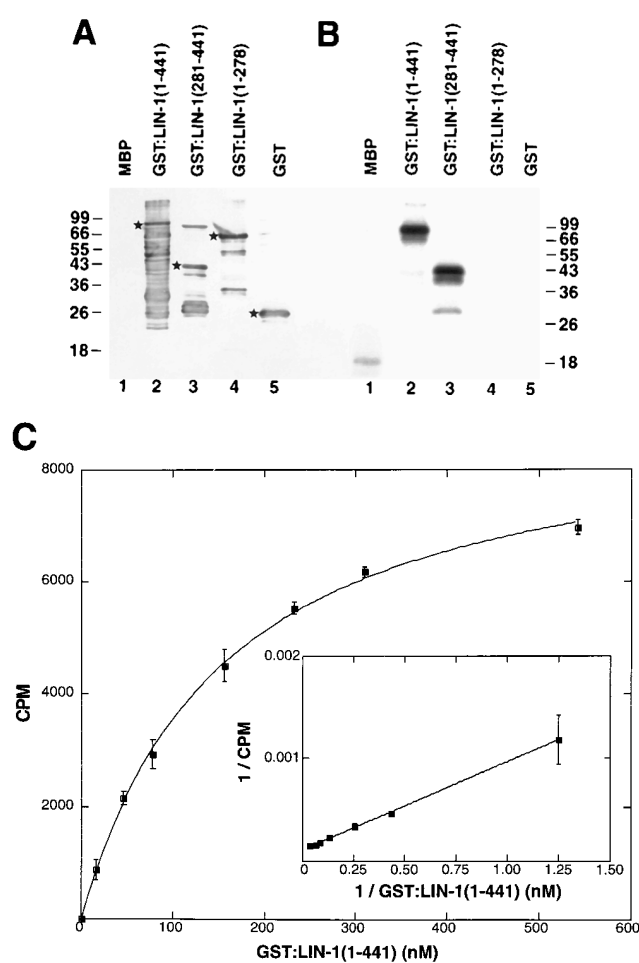 A
B
MBP
GST:LIN-1(1-441)
GST:LIN-1(281-441)
GST:LIN-1(1-278)
GST
MBP
GST:LIN-1(1-441)
GST:LIN-1(281-441)
GST:LIN-1(1-278)
GST
99
66
55
43
36
26
18
99
66
55
43
36
26
18
1 2 3 4 5
1 2 3 4 5
C
8000
6000
4000
2000
0
CPM
0 100 200 300 400 500 600
GST:LIN-1(1-441) (nM)
0.002
0.001
1 / CPM
0 0.25 0.50 0.75 1.00 1.25 1.50
1 / GST:LIN-1(1-441) (nM)